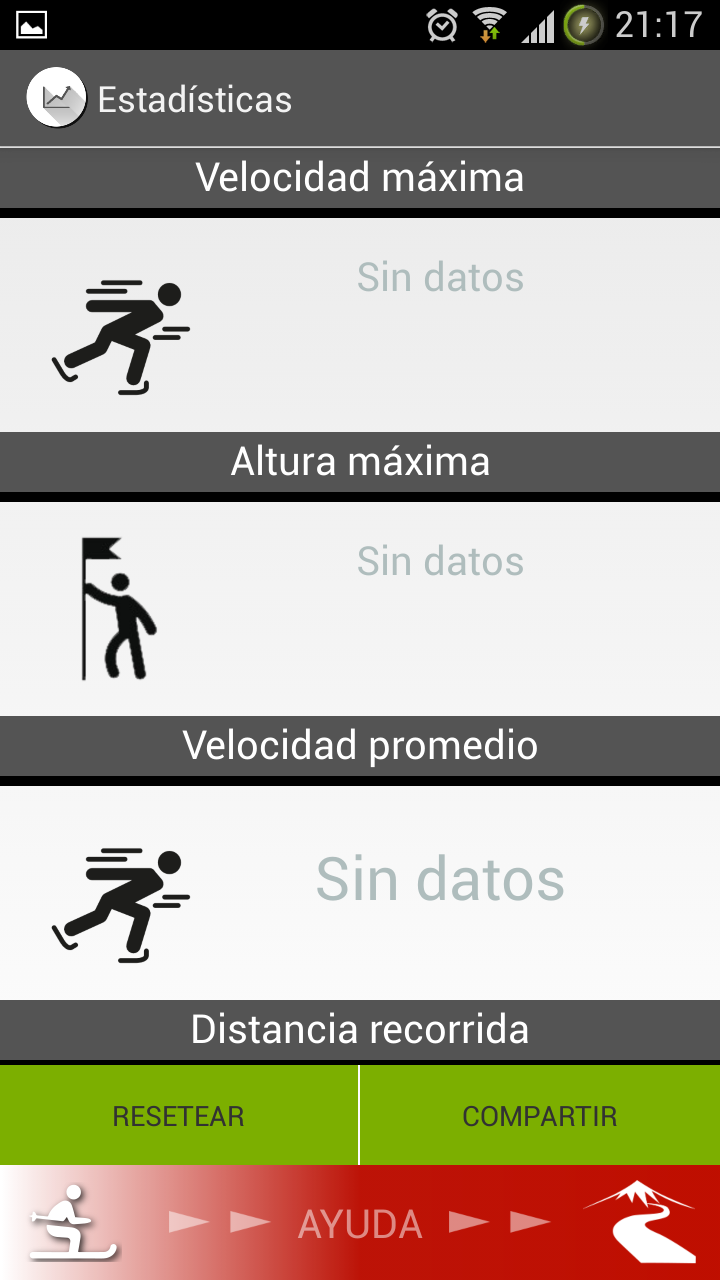 21:17
Estadísticas
Velocidad máxima
Sin datos
Altura máxima
Sin datos
Velocidad promedio
Sin datos
Distancia recorrida
RESETEAR COMPARTIR
AYUDA